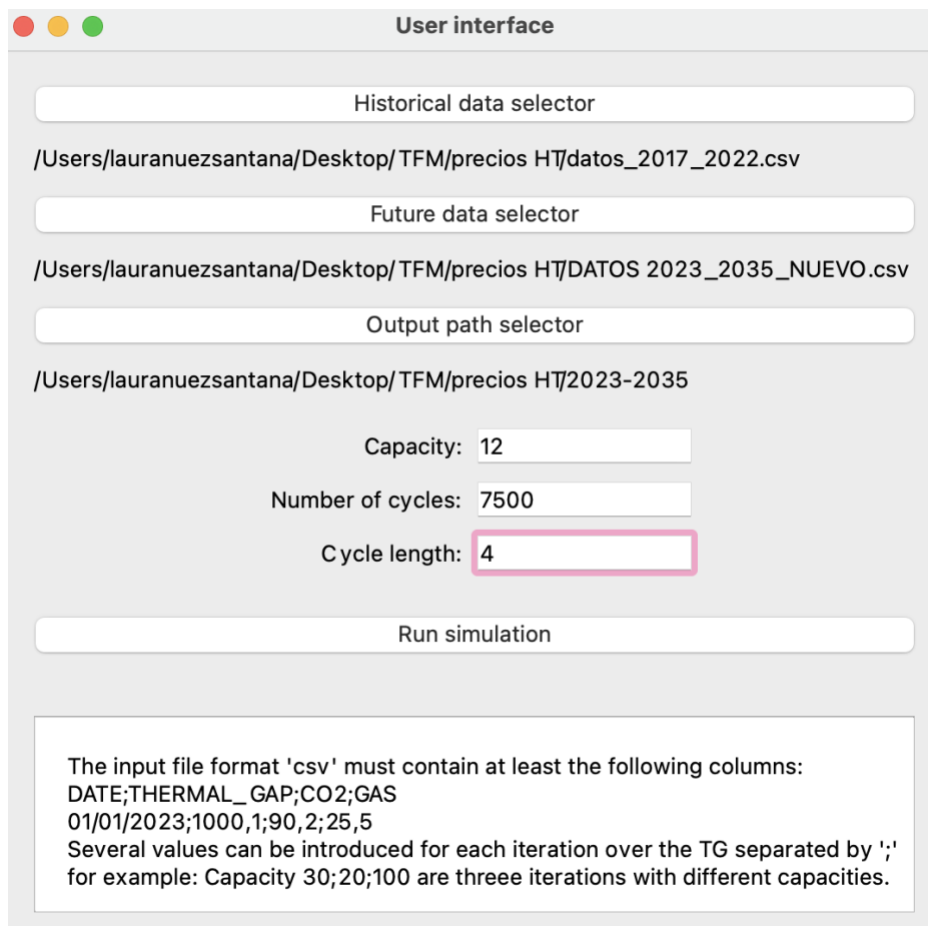 User interface
Historical data selector
/Users/lauranuezsantana/Desktop/TFM/precios HT/datos_2017_2022.csv
Future data selector
/Users/lauranuezsantana/Desktop/TFM/precios HT/DATOS 2023_2035_NUEVO.csv
Output path selector
/Users/lauranuezsantana/Desktop/TFM/precios HT/2023-2035
Capacity: 12
Number of cycles: 7500
Cycle length: 4
Run simulation
The input file format 'csv' must contain at least the following columns:
DATE;THERMAL_GAP;CO2;GAS
01/01/2023;1000,1;90,2;25,5
Several values can be introduced for each iteration over the TG separated by ';'
for example: Capacity 30;20;100 are threee iterations with different capacities.